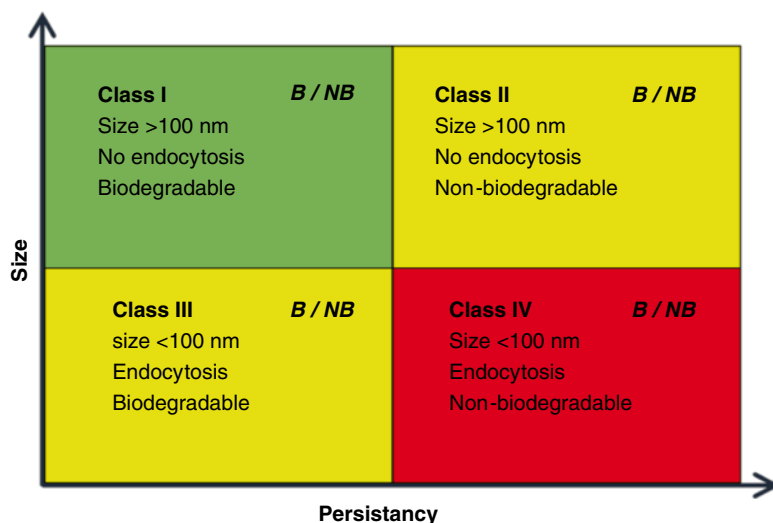 Size
Class I
B / NB
Size >100 nm
No endocytosis
Biodegradable
Class II
B / NB
Size >100 nm
No endocytosis
Non-biodegradable
Class III
B / NB
size <100 nm
Endocytosis
Biodegradable
Class IV
B / NB
Size <100 nm
Endocytosis
Non-biodegradable
Persistancy